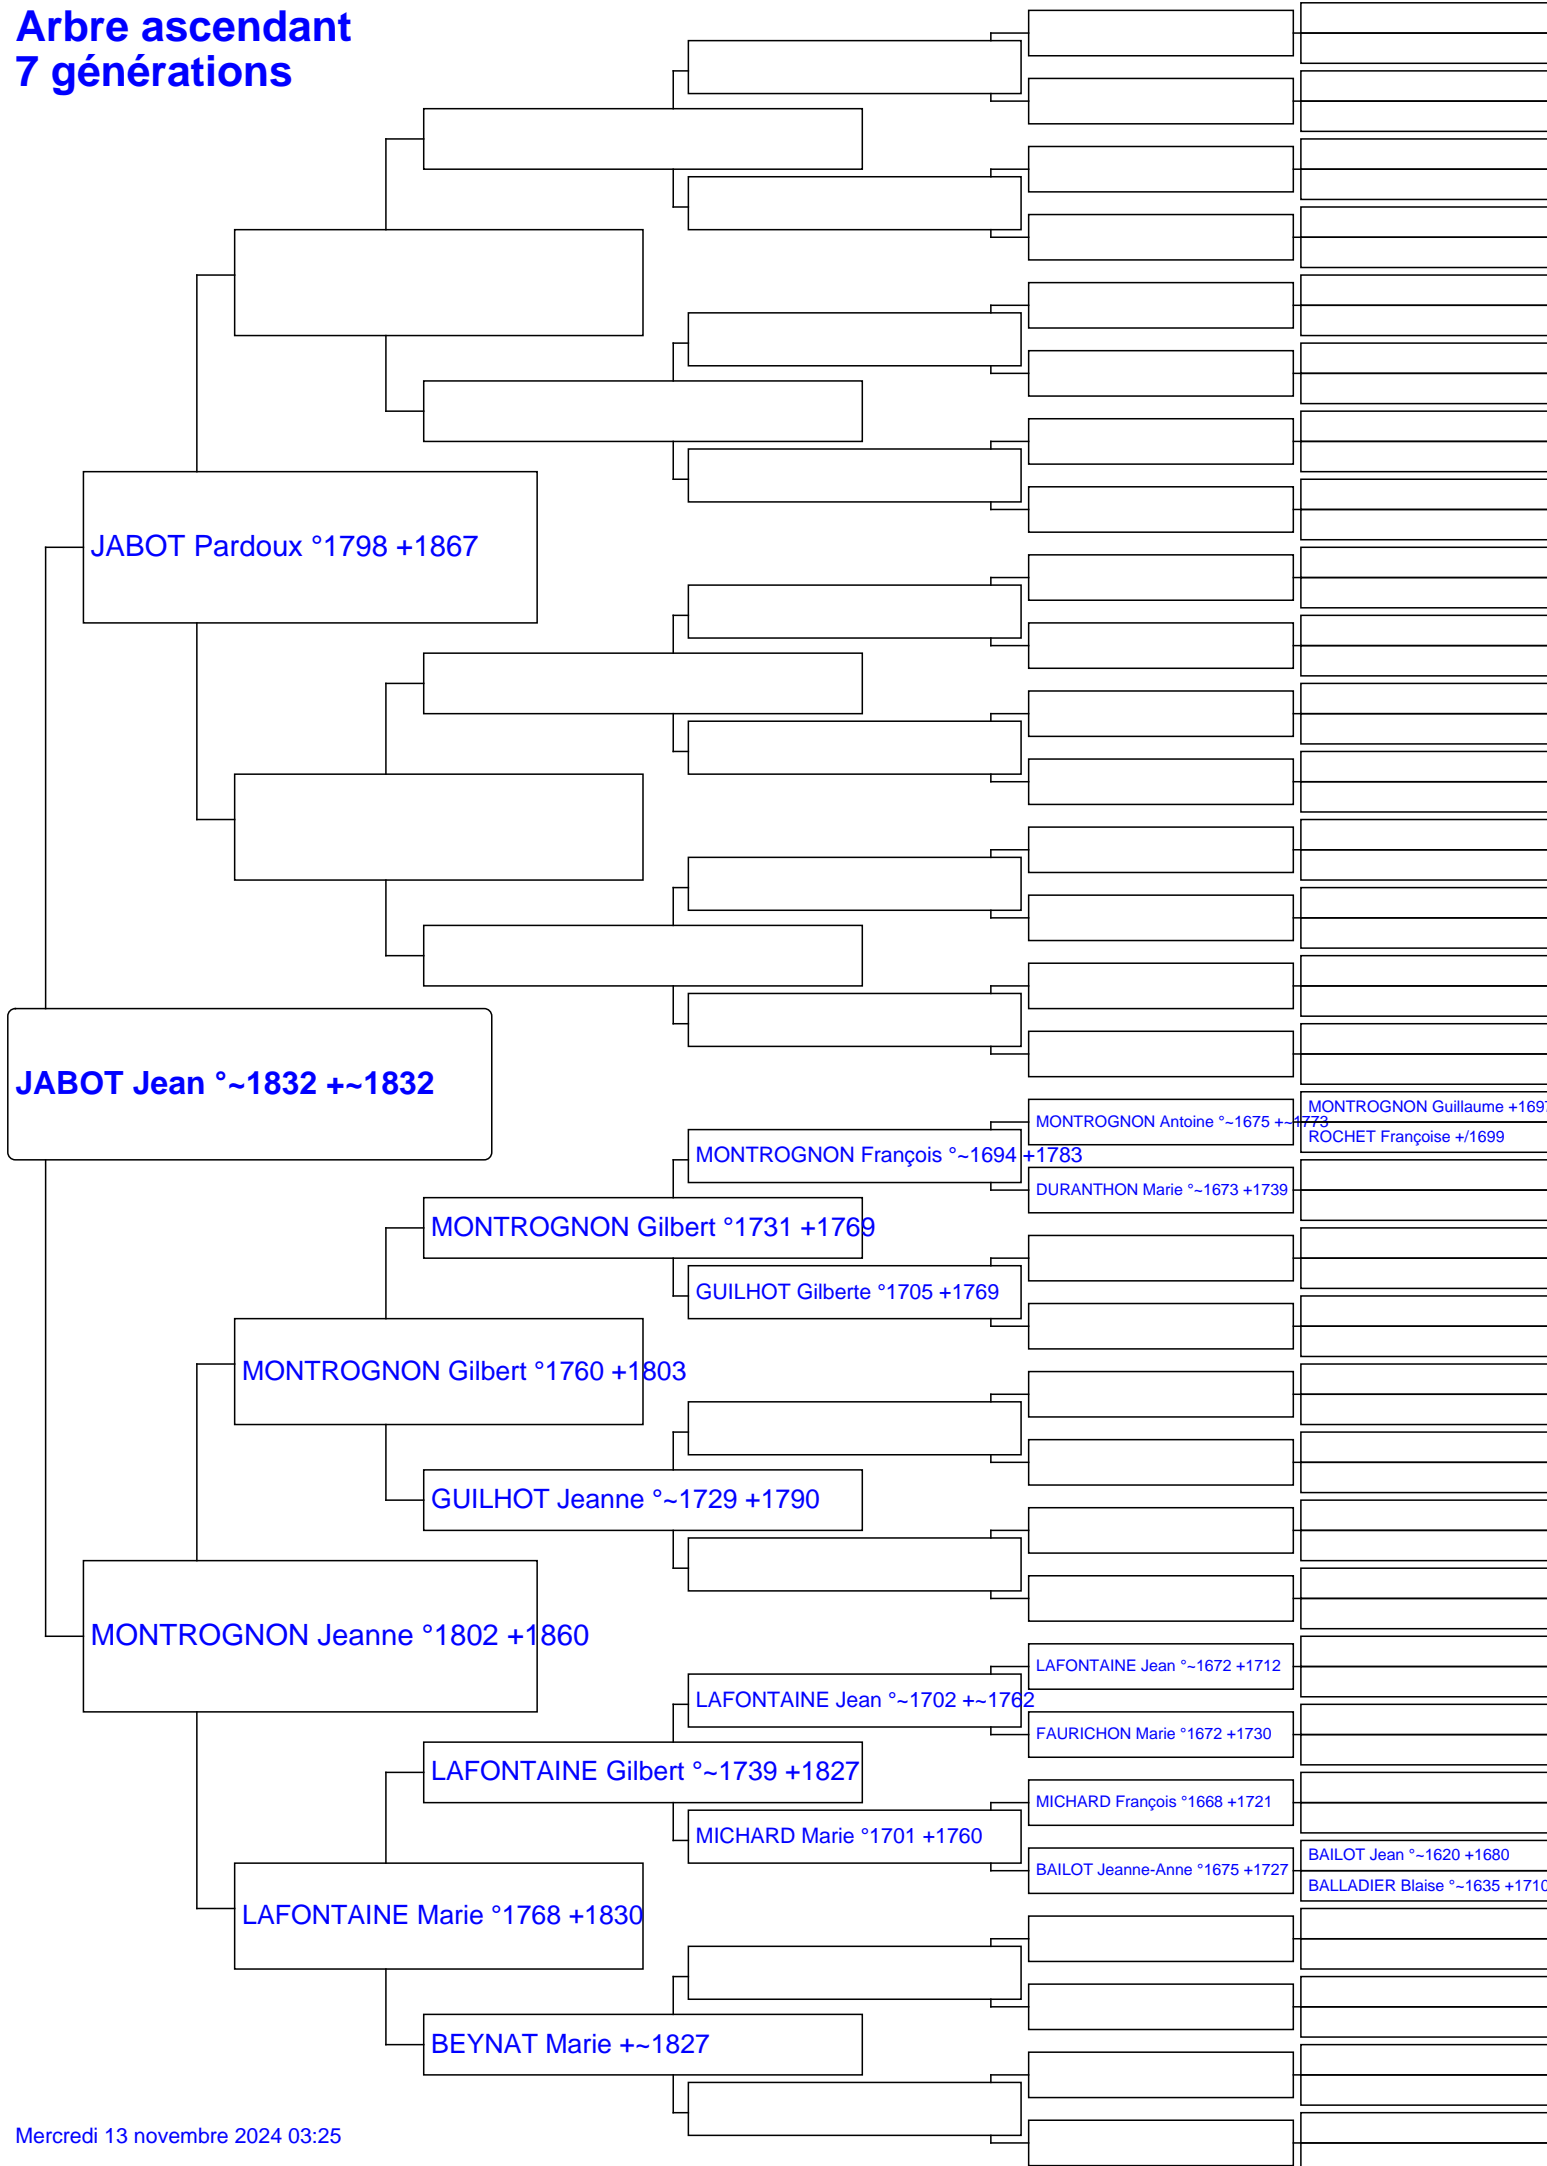 Arbre ascendant
7 générations
JABOT Pardoux °1798 +1867
JABOT Jean °~1832 +~1832
MONTROGNON Guillaume +1697
MONTROGNON Antoine °~1675 +~1773
ROCHET Françoise +/1699
MONTROGNON François °~1694 +1783
DURANTHON Marie °~1673 +1739
MONTROGNON Gilbert °1731 +1769
GUILHOT Gilberte °1705 +1769
MONTROGNON Gilbert °1760 +1803
GUILHOT Jeanne °~1729 +1790
MONTROGNON Jeanne °1802 +1860
LAFONTAINE Jean °~1672 +1712
LAFONTAINE Jean °~1702 +~1762
FAURICHON Marie °1672 +1730
LAFONTAINE Gilbert °~1739 +1827
MICHARD François °1668 +1721
MICHARD Marie °1701 +1760
BAILOT Jean °~1620 +1680
BAILOT Jeanne-Anne °1675 +1727
BALLADIER Blaise °~1635 +1710
LAFONTAINE Marie °1768 +1830
BEYNAT Marie +~1827
Mercredi 13 novembre 2024 03:25